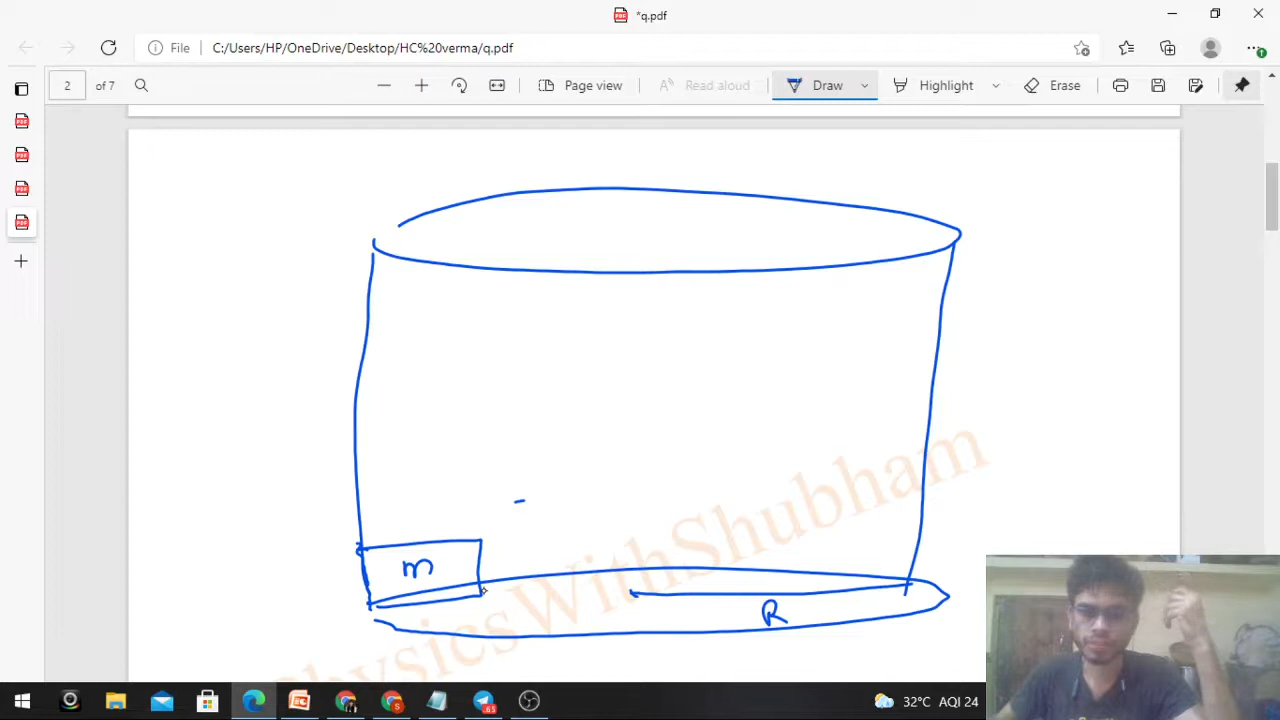 *q.pdf
File C:/Users/HP/OneDrive/Desktop/HC%20verma/q.pdf
2 of 7 Page view Read aloud Draw Highlight Erase
m
R
PhysicsWithShubham
32°C AQI 24